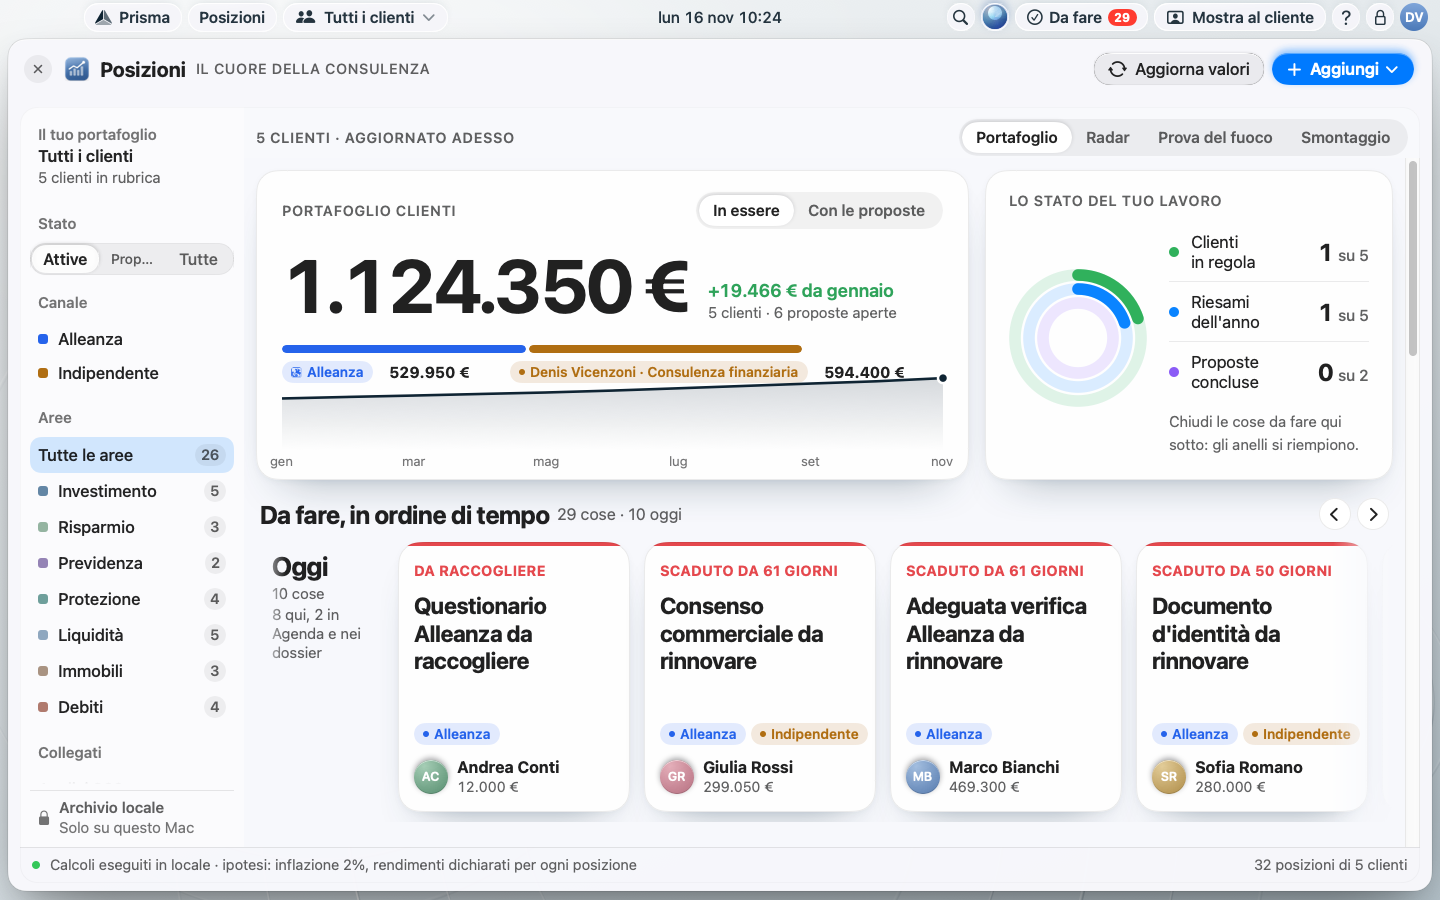 Prisma
Posizioni
Tutti i clienti
lun 16 nov 10:24
Da fare 29
Mostra al cliente
?
DV
Posizioni IL CUORE DELLA CONSULENZA
Aggiorna valori
Aggiungi
Il tuo portafoglio
Tutti i clienti
5 clienti in rubrica
Stato
Attive Prop... Tutte
Canale
Alleanza
Indipendente
Aree
Tutte le aree 26
Investimento 5
Risparmio 3
Previdenza 2
Protezione 4
Liquidità 5
Immobili 3
Debiti 4
Collegati
Archivio locale
Solo su questo Mac
5 CLIENTI · AGGIORNATO ADESSO
Portafoglio Radar Prova del fuoco Smontaggio
PORTAFOGLIO CLIENTI
In essere Con le proposte
1.124.350 €
+19.466 € da gennaio
5 clienti · 6 proposte aperte
Alleanza 529.950 €
Denis Vicenzoni · Consulenza finanziaria 594.400 €
gen mar mag lug set nov
LO STATO DEL TUO LAVORO
Clienti
in regola
1 su 5
Riesami
dell'anno
1 su 5
Proposte
concluse
0 su 2
Chiudi le cose da fare qui
sotto: gli anelli si riempiono.
Da fare, in ordine di tempo 29 cose · 10 oggi
Oggi
10 cose
8 qui, 2 in
Agenda e nei
dossier
DA RACCOGLIERE
Questionario
Alleanza da
raccogliere
Alleanza
AC
Andrea Conti
12.000 €
SCADUTO DA 61 GIORNI
Consenso
commerciale da
rinnovare
Alleanza Indipendente
GR
Giulia Rossi
299.050 €
SCADUTO DA 61 GIORNI
Adeguata verifica
Alleanza da
rinnovare
Alleanza
MB
Marco Bianchi
469.300 €
SCADUTO DA 50 GIORNI
Documento
d'identità da
rinnovare
Alleanza Indipendente
SR
Sofia Romano
280.000 €
Calcoli eseguiti in locale · ipotesi: inflazione 2%, rendimenti dichiarati per ogni posizione
32 posizioni di 5 clienti